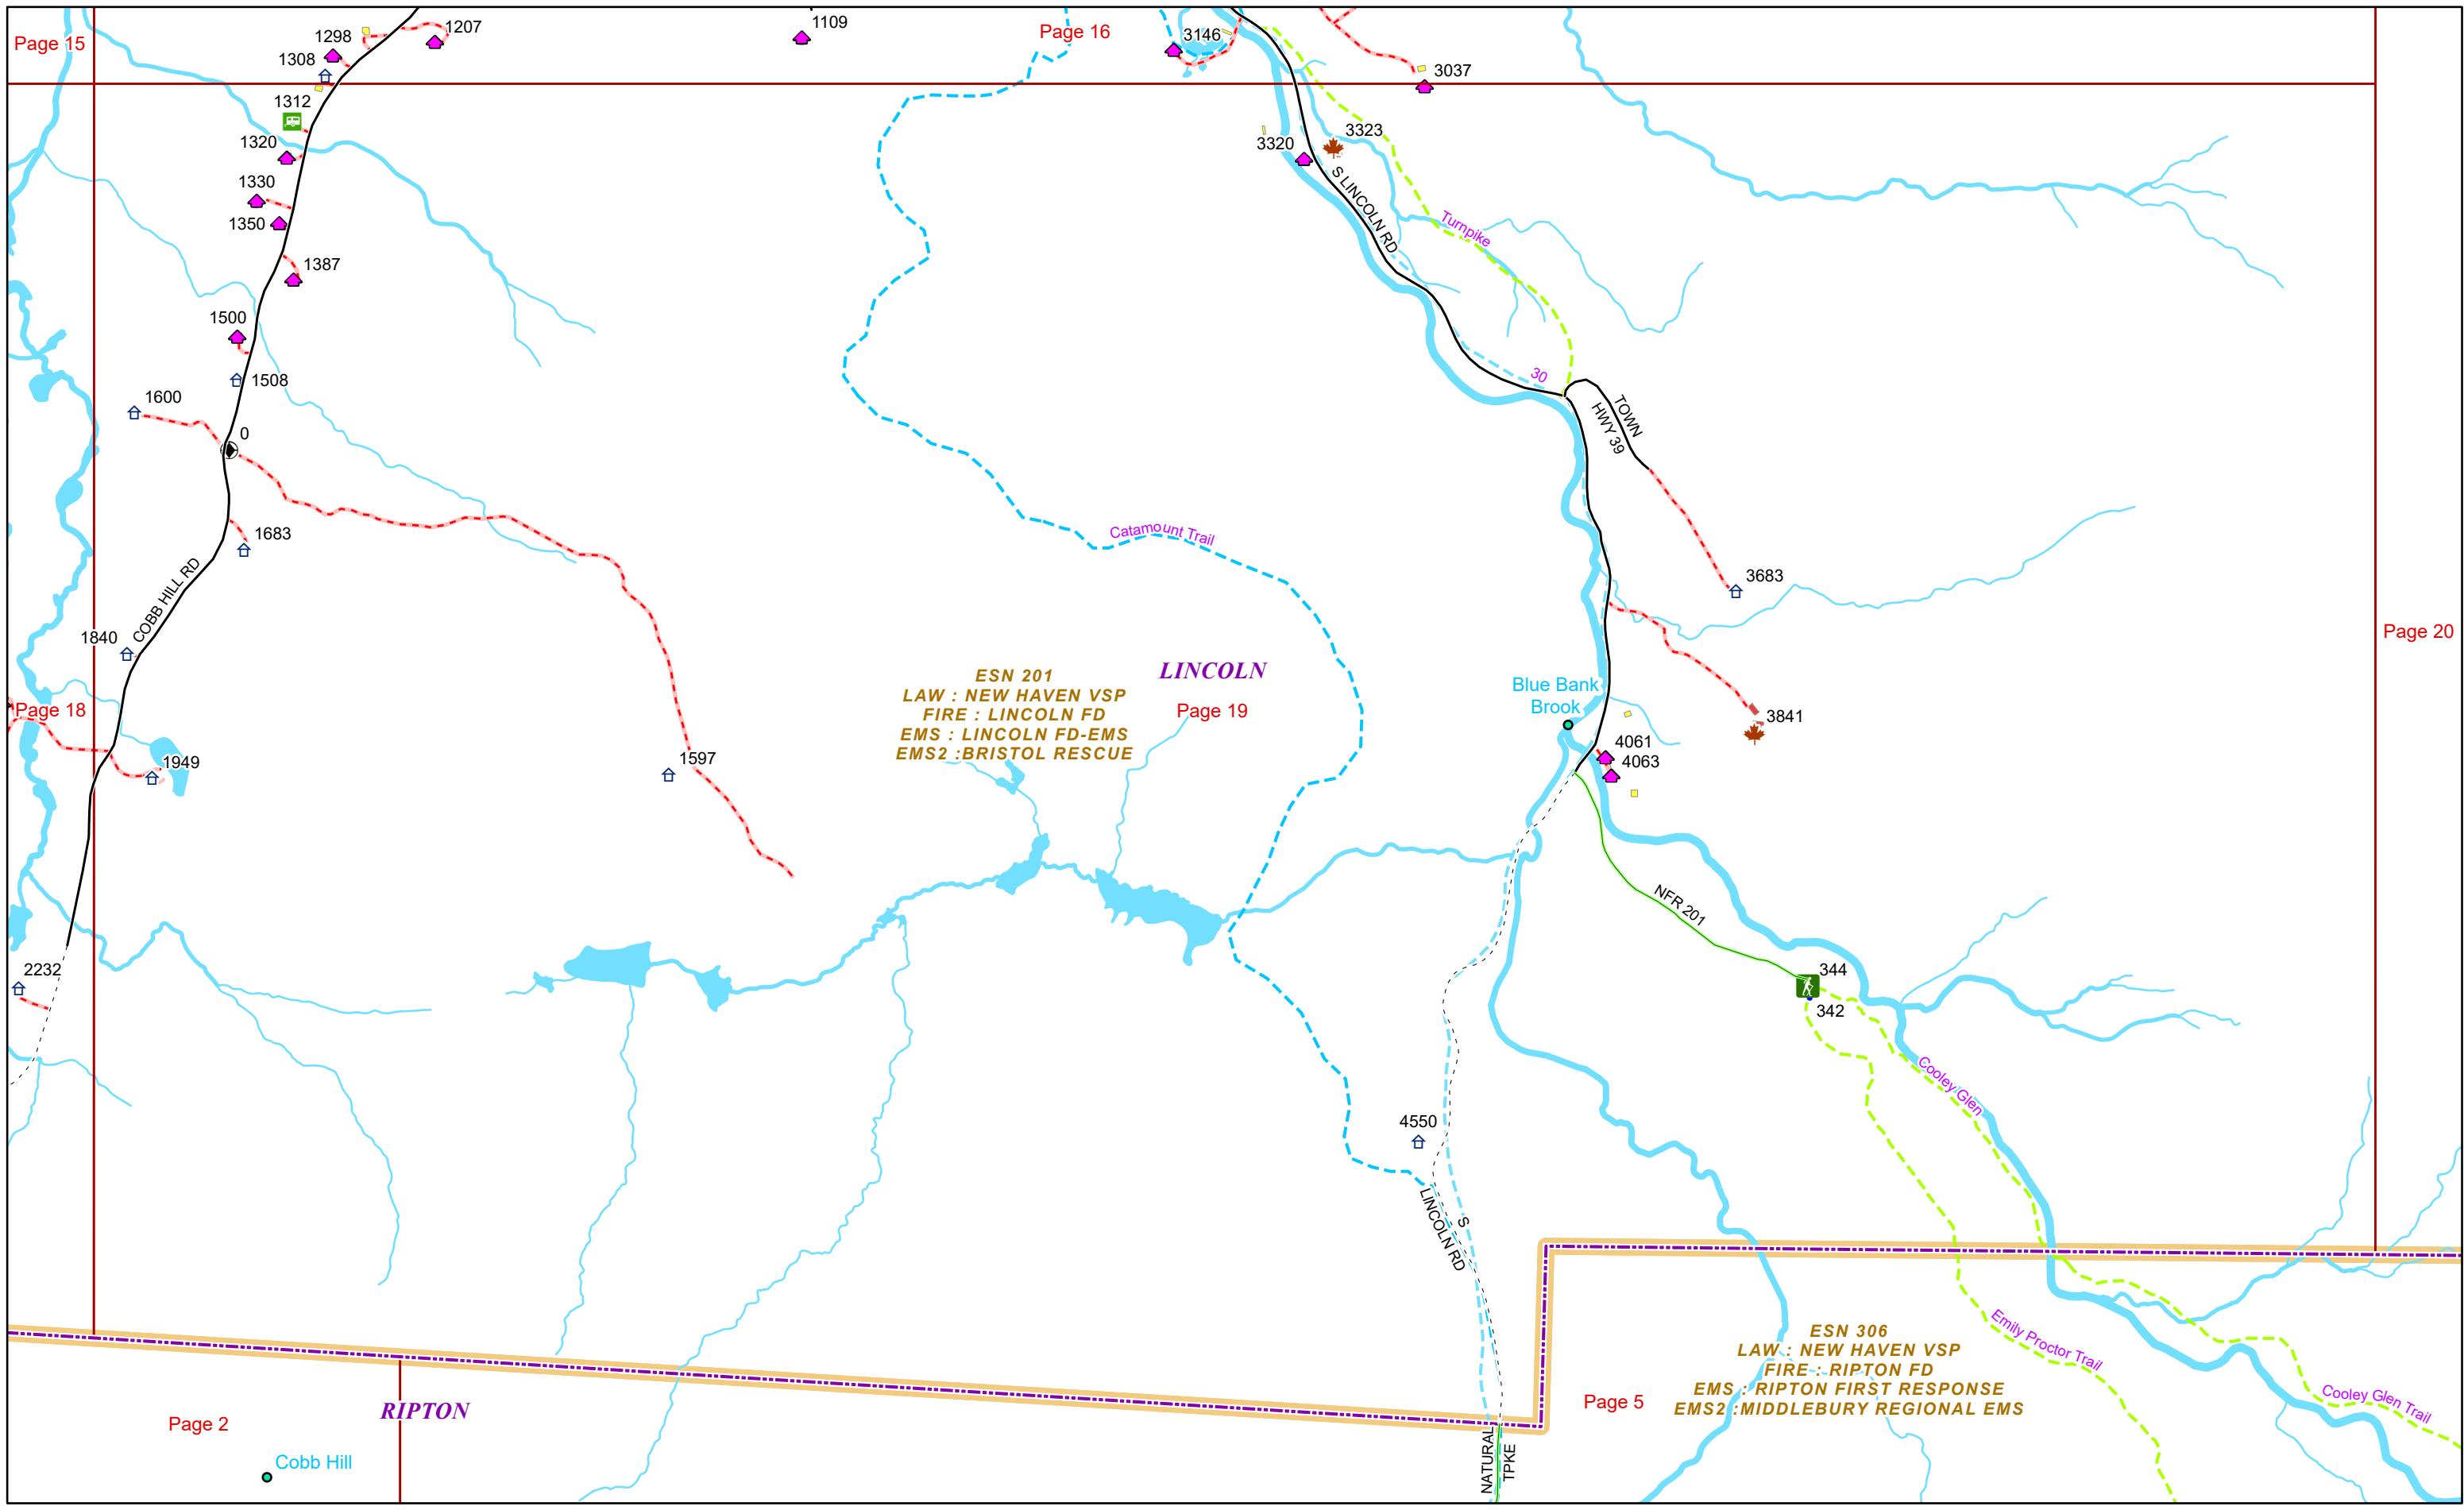 1109
1207
Page 16
1298
3146
Page 15
1308
3037
1312
3323
1320
3320
1330
S LINCOLN RD
1350
Turnpike
1387
1500
1508
30
1600
TOWN
HWY 39
0
Catamount Trail
1683
3683
COBB HILL RD
1840
Page 20
ESN 201
LAW : NEW HAVEN VSP
FIRE : LINCOLN FD
EMS : LINCOLN FD-EMS
EMS2 :BRISTOL RESCUE
LINCOLN
Page 19
Blue Bank
Brook
Page 18
3841
4061
4063
1949
1597
NFR 201
2232
344
342
Cooley Glen
4550
S
LINCOLN RD
Emily Proctor Trail
ESN 306
LAW : NEW HAVEN VSP
FIRE : RIPTON FD
EMS : RIPTON FIRST RESPONSE
EMS2 :MIDDLEBURY REGIONAL EMS
Page 5
Cooley Glen Trail
RIPTON
Page 2
Cobb Hill
NATURAL
TPKE